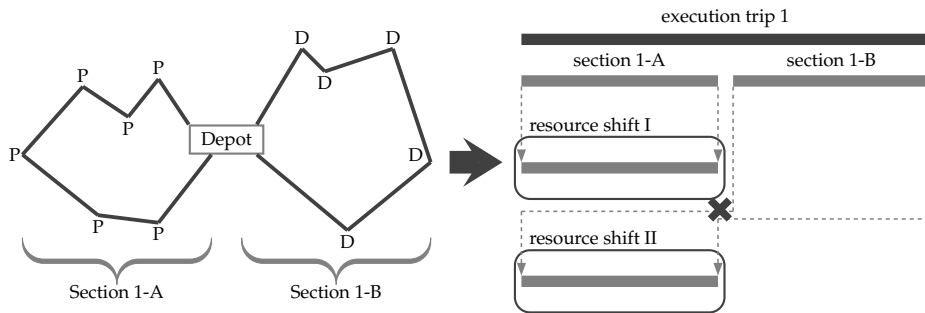 execution trip 1
section 1-A
section 1-B
D
D
D
P
P
P
Depot
resource shift I
P
D
P
P
D
resource shift II
Section 1-A
Section 1-B